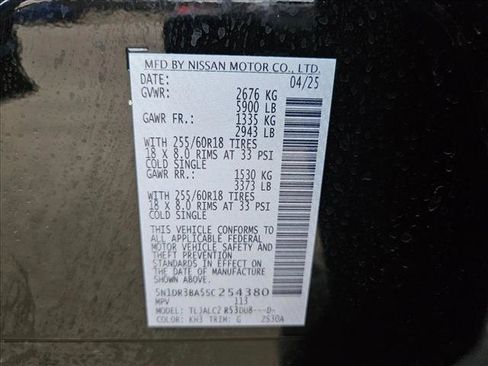 MFD BY NISSAN MOTOR CO., LTD.
DATE: 04/25
GVWR: 2676 KG
5900 LB
GAWR FR.: 1335 KG
2943 LB
WITH 255/60R18 TIRES
18 X 8.0 RIMS AT 33 PSI
COLD SINGLE
GAWR RR.: 1530 KG
3373 LB
WITH 255/60R18 TIRES
18 X 8.0 RIMS AT 33 PSI
COLD SINGLE
THIS VEHICLE CONFORMS TO
ALL APPLICABLE FEDERAL
MOTOR VEHICLE SAFETY AND
THEFT PREVENTION
STANDARDS IN EFFECT ON
THE DATE OF MANUFACTURE
SHOWN ABOVE.
5N1DR3BA5SC254380
MPV 113
MODEL: TLJALC2 R53DU8---D-
COLOR: KH3 TRIM: G 2530A